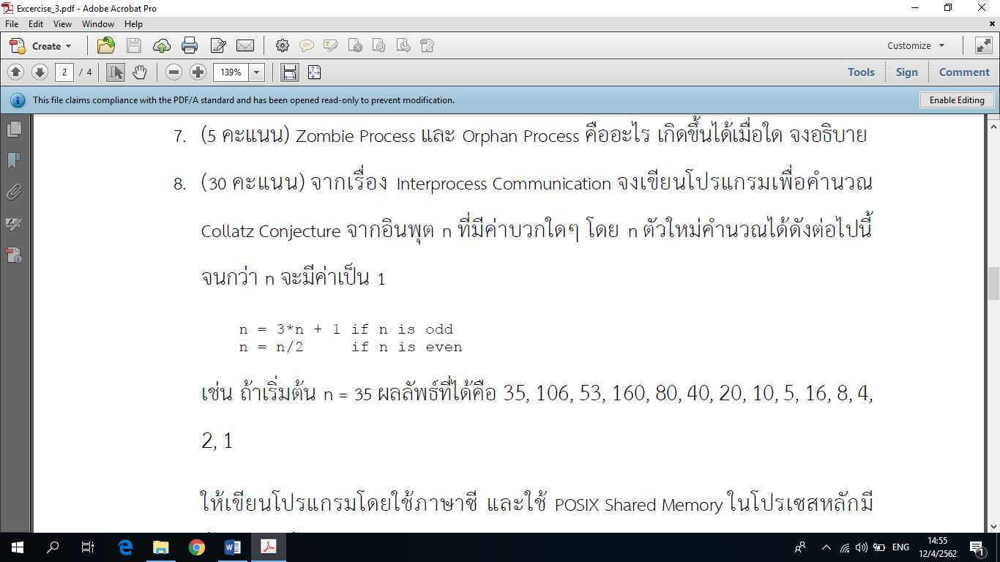 Excercise_3.pdf - Adobe Acrobat Pro
File Edit View Window Help
Create Customize
2 / 4 139% Tools Sign Comment
This file claims compliance with the PDF/A standard and has been opened read-only to prevent modification. Enable Editing
7. (5 คะแนน) Zombie Process และ Orphan Process คืออะไร เกิดขึ้นได้เมื่อใด จงอธิบาย
8. (30 คะแนน) จากเรื่อง Interprocess Communication จงเขียนโปรแกรมเพื่อคำนวณ
Collatz Conjecture จากอินพุต n ที่มีค่าบวกใดๆ โดย n ตัวใหม่คำนวณได้ดังต่อไปนี้
จนกว่า n จะมีค่าเป็น 1
n = 3*n + 1 if n is odd
n = n/2 if n is even
เช่น ถ้าเริ่มต้น n = 35 ผลลัพธ์ที่ได้คือ 35, 106, 53, 160, 80, 40, 20, 10, 5, 16, 8, 4,
2, 1
ให้เขียนโปรแกรมโดยใช้ภาษาซี และใช้ POSIX Shared Memory ในโปรเซสหลักมี
ENG 14:55
12/4/2562 1